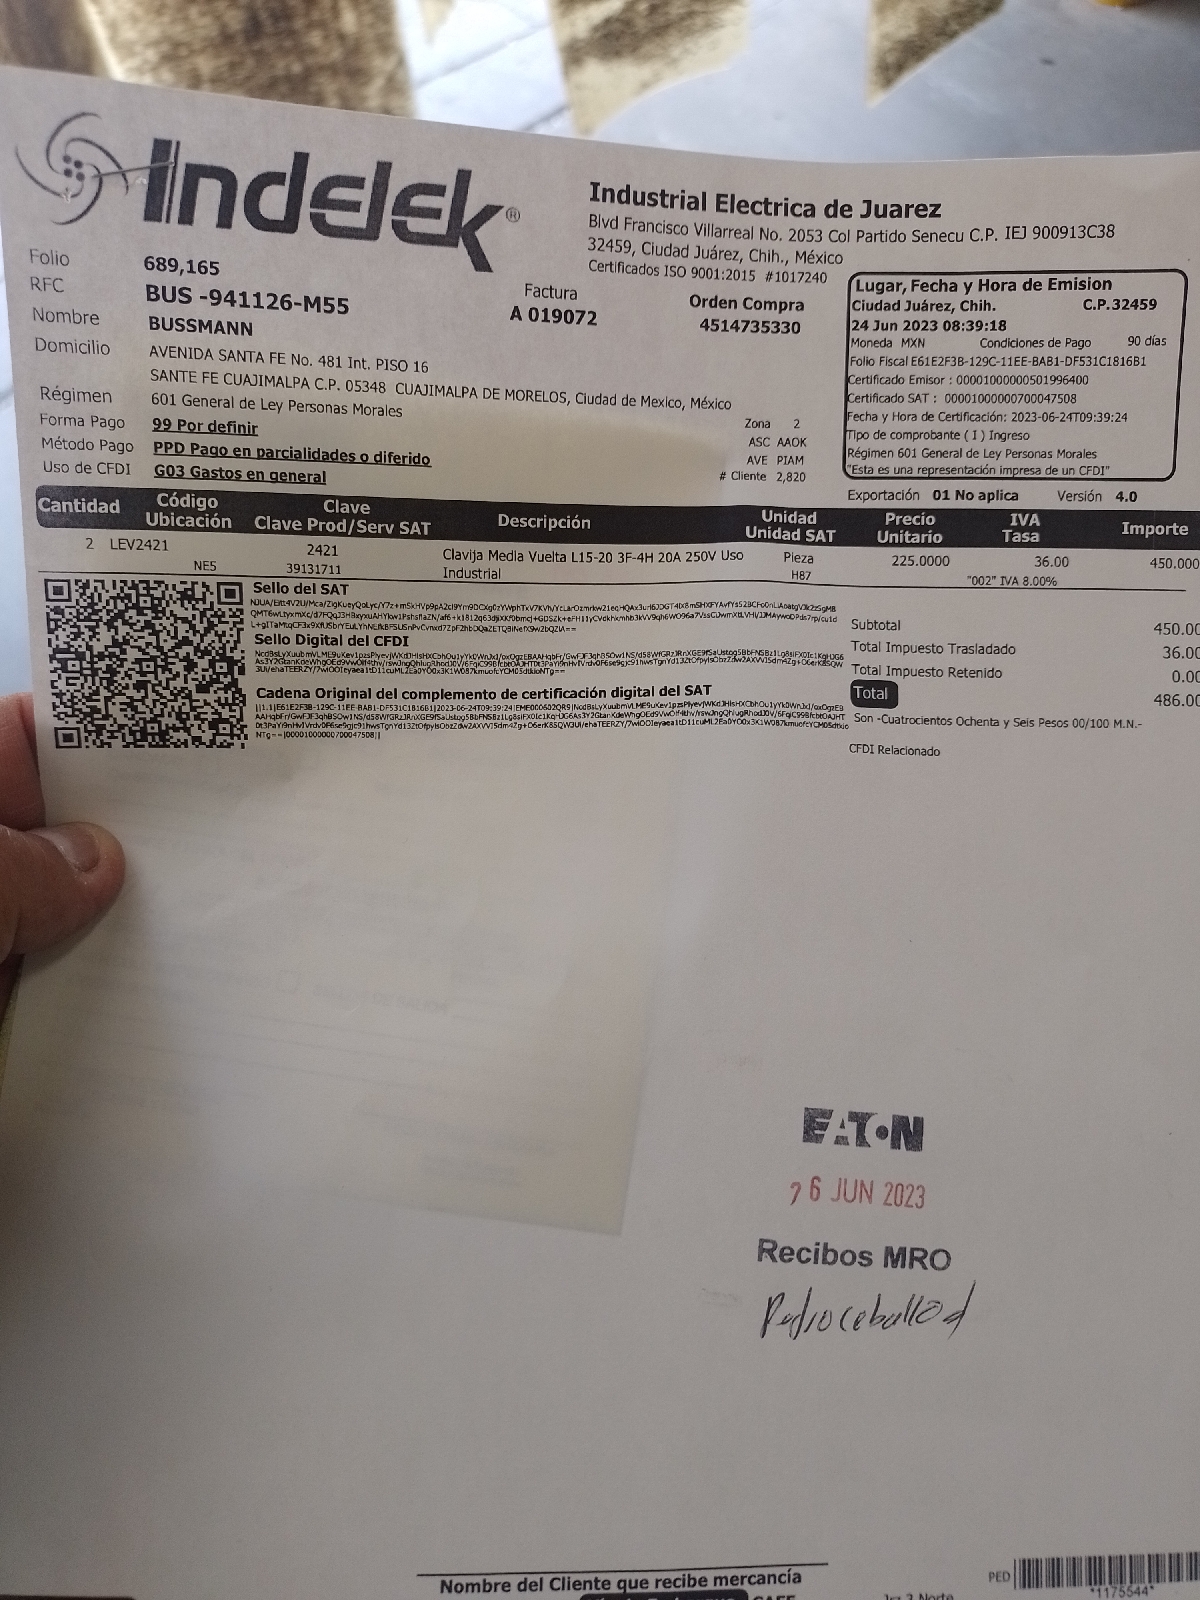 Indelek®
Industrial Electrica de Juarez
Blvd Francisco Villarreal No. 2053 Col Partido Senecu C.P. IEJ 900913C38
32459, Ciudad Juárez, Chih., México
Certificados ISO 9001:2015 #1017240
Folio 689,165
RFC BUS -941126-M55
Nombre BUSSMANN
Domicilio AVENIDA SANTA FE No. 481 Int. PISO 16
SANTE FE CUAJIMALPA C.P. 05348 CUAJIMALPA DE MORELOS, Ciudad de Mexico, México
Régimen 601 General de Ley Personas Morales
Forma Pago 99 Por definir
Método Pago PPD Pago en parcialidades o diferido
Uso de CFDI G03 Gastos en general
Factura
A 019072
Orden Compra
4514735330
Zona 2
ASC AAOK
AVE PIAM
# Cliente 2,820
Lugar, Fecha y Hora de Emision
Ciudad Juárez, Chih. C.P.32459
24 Jun 2023 08:39:18
Moneda MXN Condiciones de Pago 90 días
Folio Fiscal E61E2F3B-129C-11EE-BAB1-DF531C1816B1
Certificado Emisor : 00001000000501996400
Certificado SAT : 00001000000700047508
Fecha y Hora de Certificación: 2023-06-24T09:39:24
Tipo de comprobante ( I ) Ingreso
Régimen 601 General de Ley Personas Morales
"Esta es una representación impresa de un CFDI"
Exportación 01 No aplica Versión 4.0
Cantidad Código Ubicación Clave Clave Prod/Serv SAT Descripción Unidad Unidad SAT Precio Unitario IVA Tasa Importe
2 LEV2421 2421 Clavija Media Vuelta L15-20 3F-4H 20A 250V Uso Pieza 225.0000 36.00 450.000
NE5 39131711 Industrial H87 "002" IVA 8.00%
Sello del SAT
Sello Digital del CFDI
Cadena Original del complemento de certificación digital del SAT
Subtotal 450.00
Total Impuesto Trasladado 36.00
Total Impuesto Retenido 0.00
Total 486.00
Son -Cuatrocientos Ochenta y Seis Pesos 00/100 M.N.-
CFDI Relacionado
EATON
26 JUN 2023
Recibos MRO
Pedro ceballos
Nombre del Cliente que recibe mercancía
PED
*1175544*